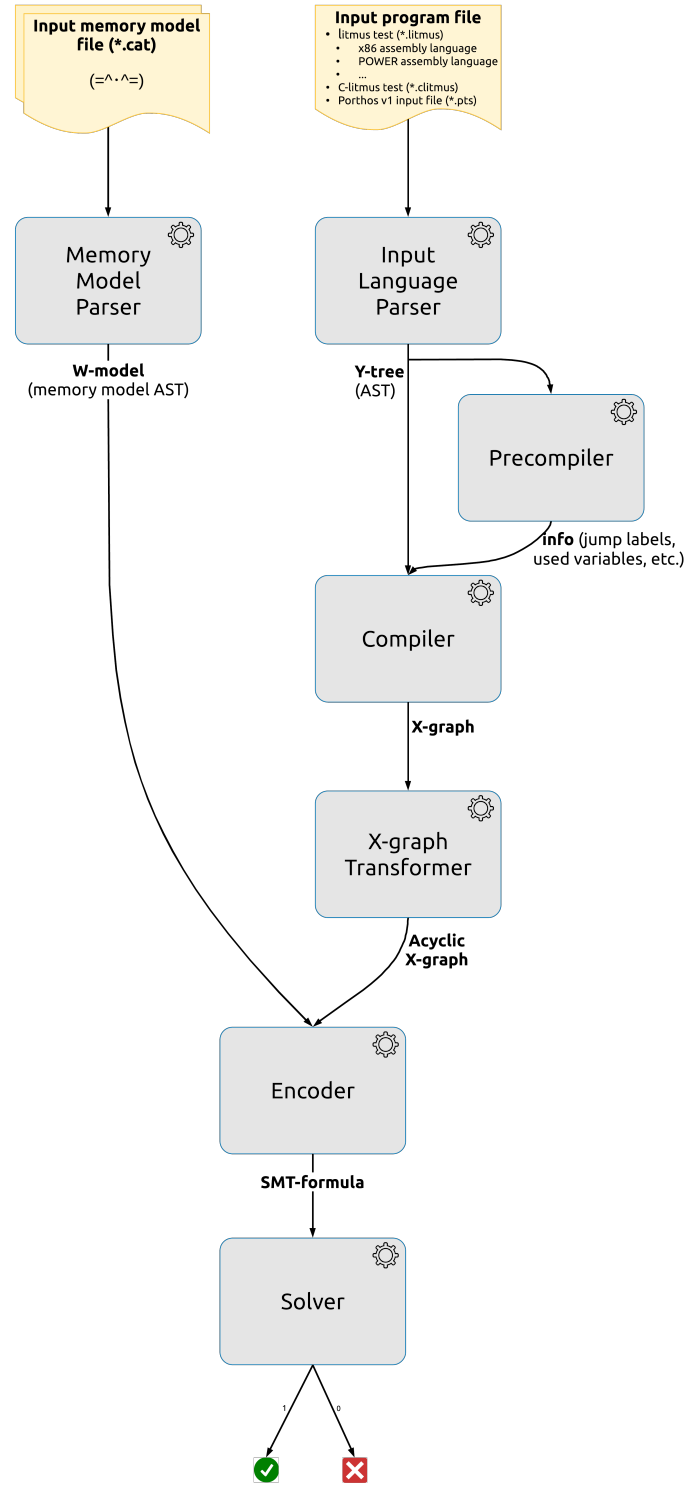 Input memory model
file (*.cat)
(=^·^=)
Input program file
• litmus test (*.litmus)
• x86 assembly language
• POWER assembly language
• ...
• C-litmus test (*.clitmus)
• Porthos v1 input file (*.pts)
Memory
Model
Parser
Input
Language
Parser
W-model
(memory model AST)
Y-tree
(AST)
Precompiler
info (jump labels,
used variables, etc.)
Compiler
X-graph
X-graph
Transformer
Acyclic
X-graph
Encoder
SMT-formula
Solver
1
0